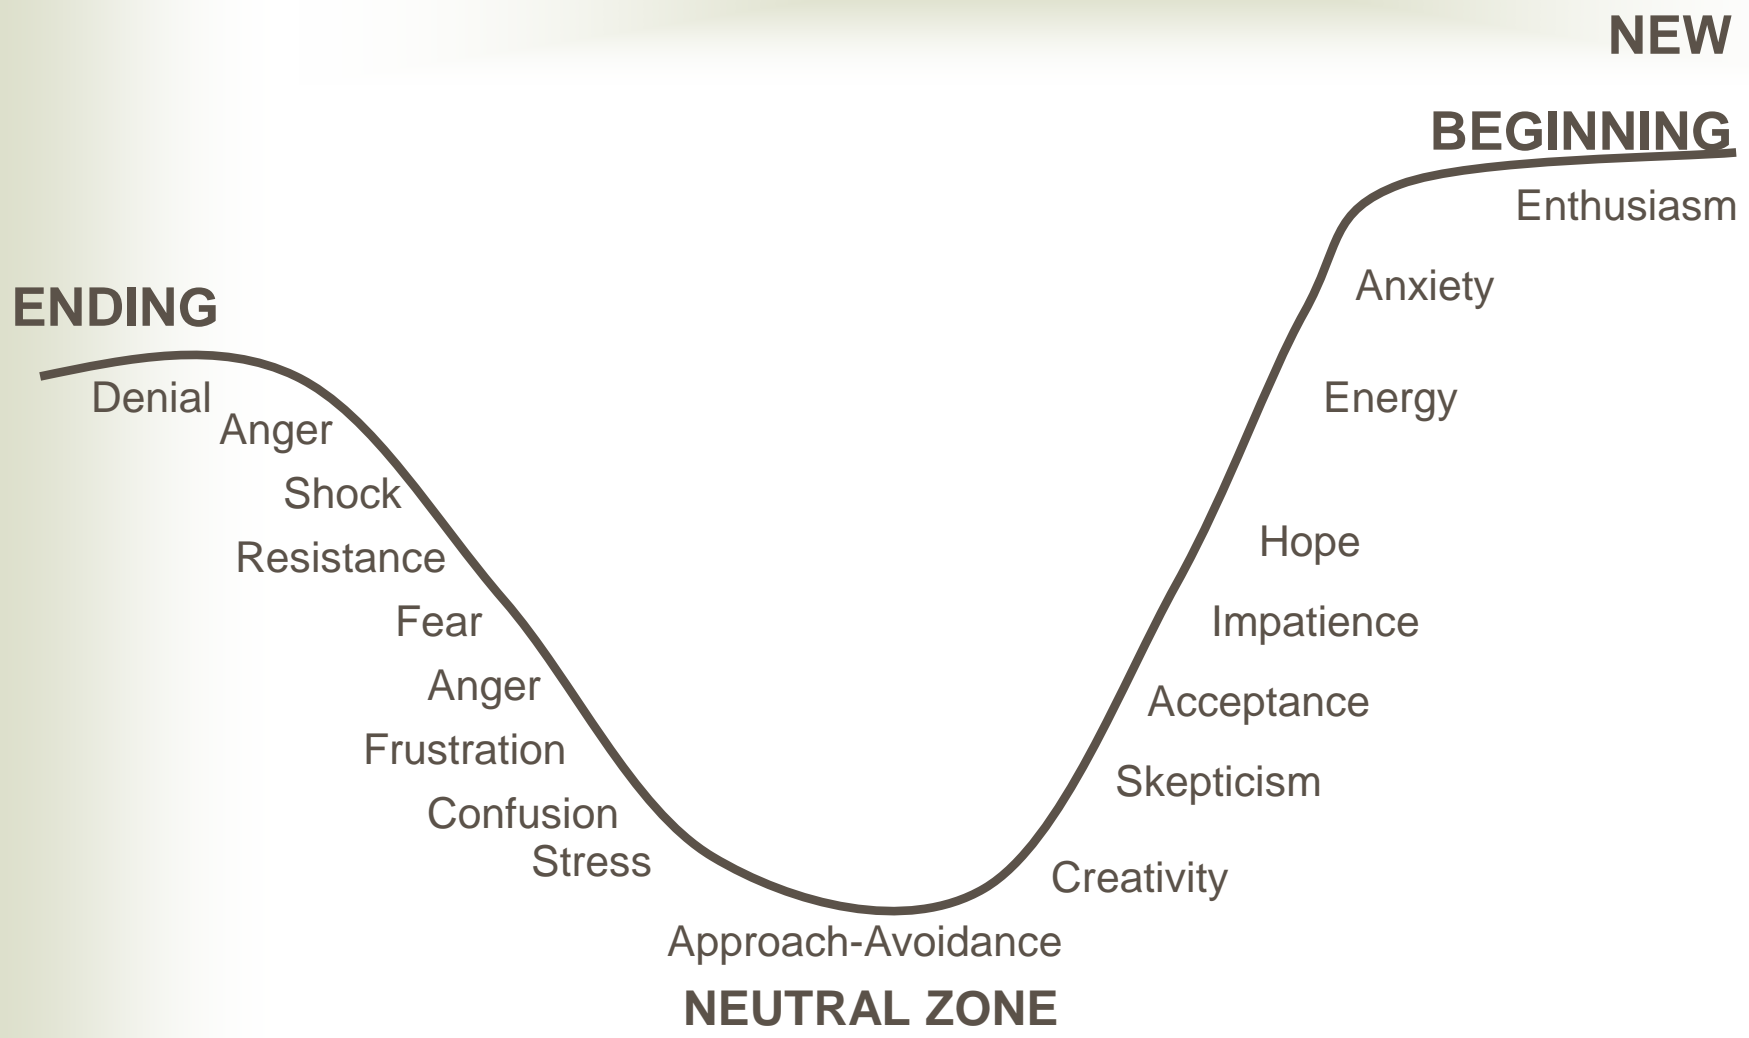 NEW
BEGINNING
Enthusiasm
Anxiety
ENDING
Denial
Energy
Anger
Shock
Hope
Resistance
Fear
Impatience
Anger
Acceptance
Frustration
Skepticism
Confusion
Stress
Creativity
Approach-Avoidance
NEUTRAL ZONE